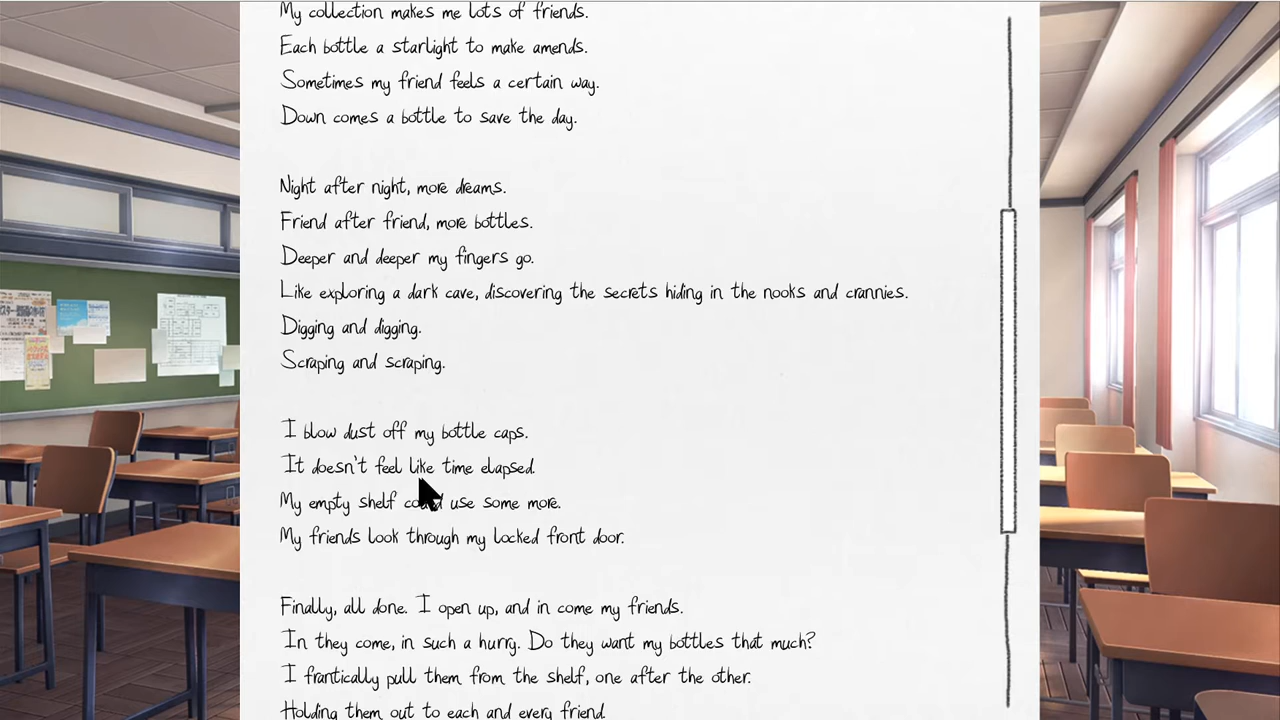 My collection makes me lots of friends.
Each bottle a starlight to make amends.
Sometimes my friend feels a certain way.
Down comes a bottle to save the day.
Night after night, more dreams.
Friend after friend, more bottles.
Deeper and deeper my fingers go.
Like exploring a dark cave, discovering the secrets hiding in the nooks and crannies.
Digging and digging.
Scraping and scraping.
I blow dust off my bottle caps.
It doesn't feel like time elapsed.
My empty shelf could use some more.
My friends look through my locked front door.
Finally, all done. I open up, and in come my friends.
In they come, in such a hurry. Do they want my bottles that much?
I frantically pull them from the shelf, one after the other.
Holding them out to each and every friend.